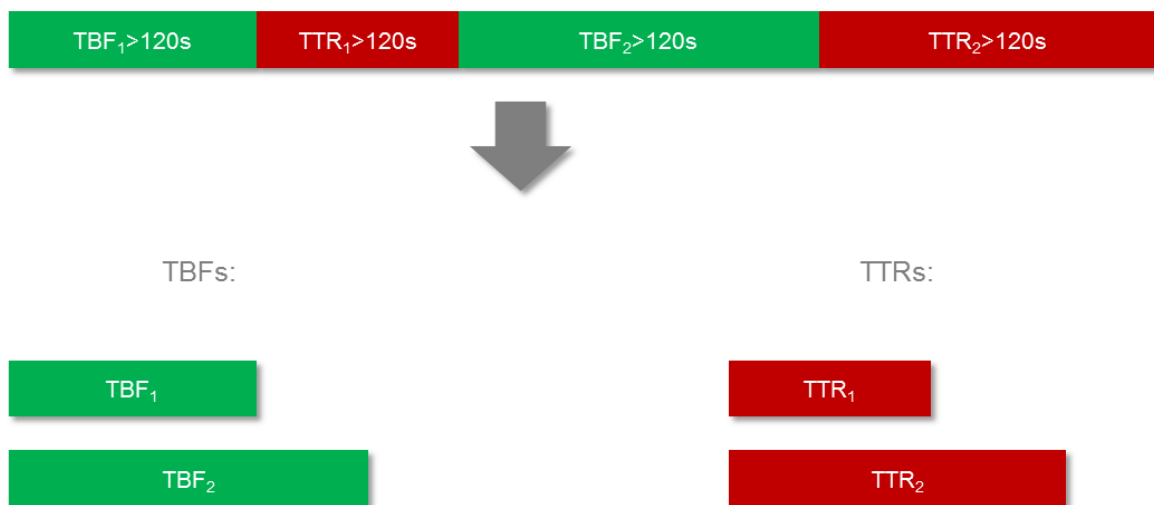 TBF₁>120s TTR₁>120s TBF₂>120s TTR₂>120s
TBFs: TTRs:
TBF₁ TTR₁
TBF₂ TTR₂